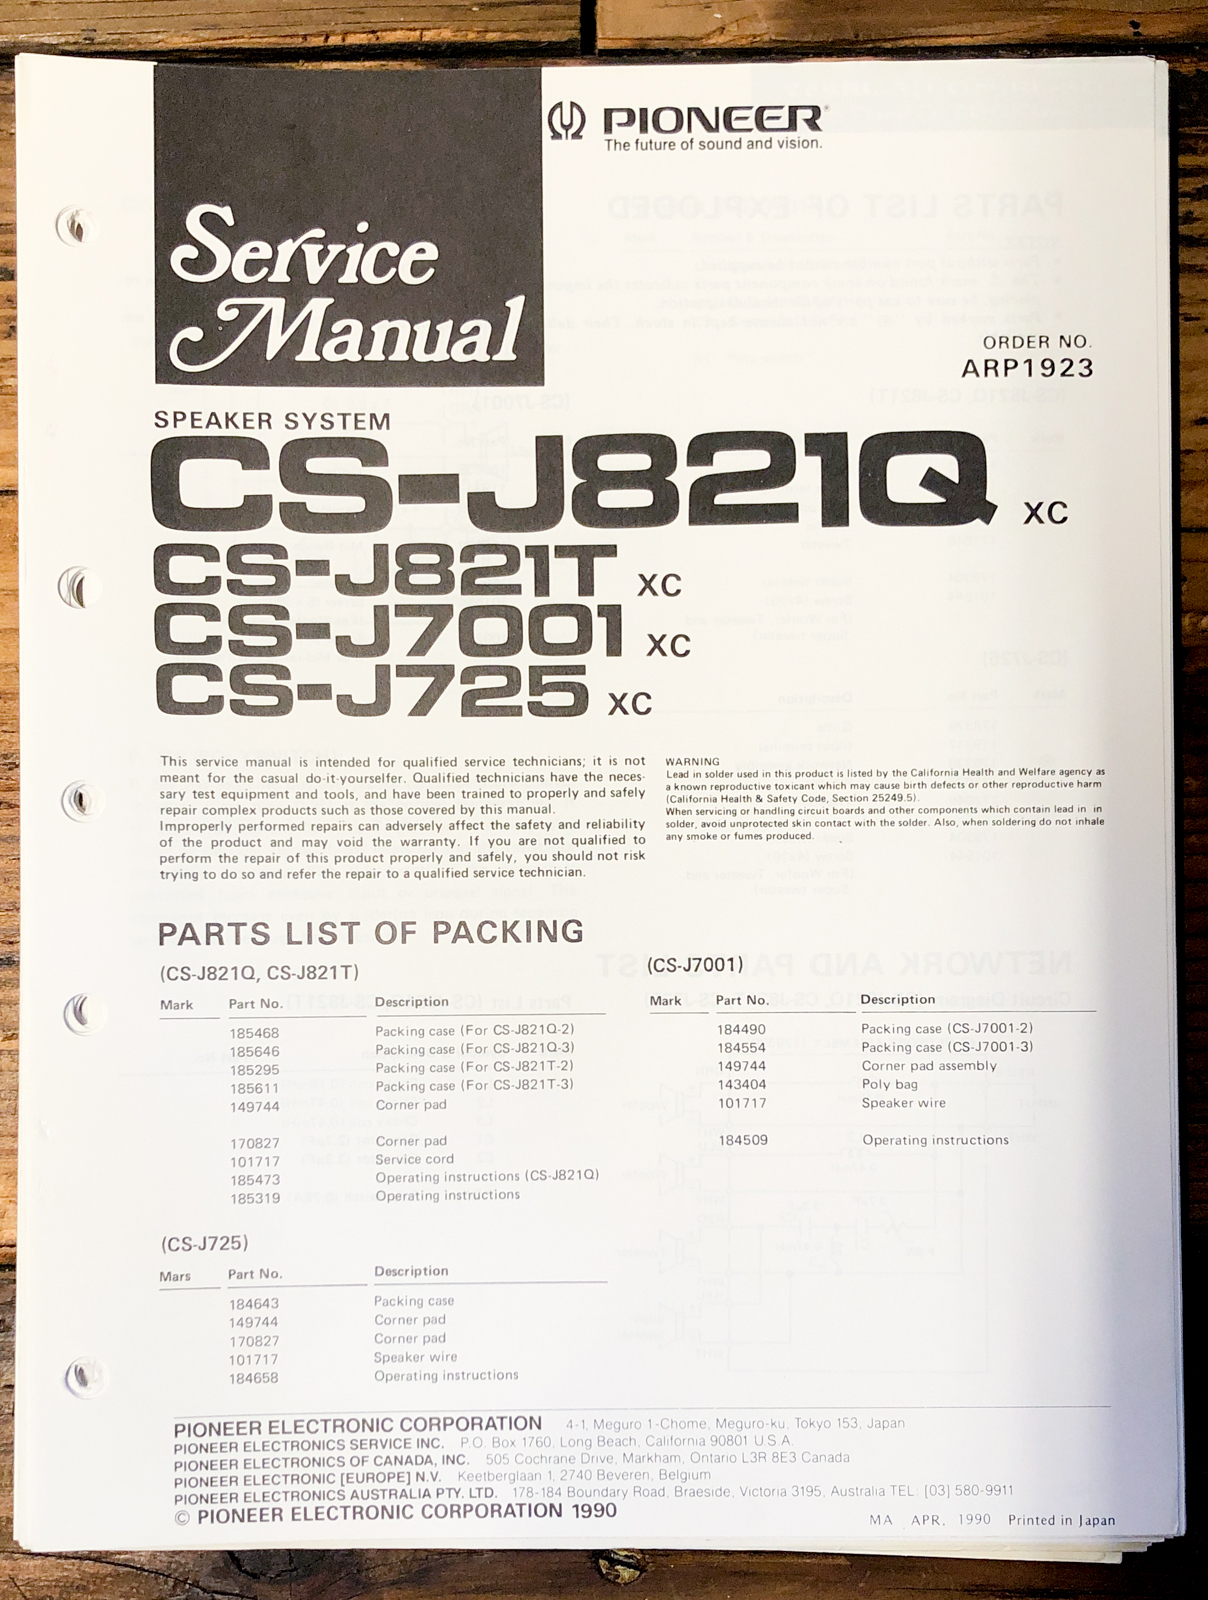 PIONEER®
The future of sound and vision.
Service
Manual
ORDER NO.
ARP1923
SPEAKER SYSTEM
CS-J821Q XC
CS-J821T XC
CS-J7001 XC
CS-J725 XC
This service manual is intended for qualified service technicians; it is not
meant for the casual do-it-yourselfer. Qualified technicians have the neces-
sary test equipment and tools, and have been trained to properly and safely
repair complex products such as those covered by this manual.
Improperly performed repairs can adversely affect the safety and reliability
of the product and may void the warranty. If you are not qualified to
perform the repair of this product properly and safely, you should not risk
trying to do so and refer the repair to a qualified service technician.
WARNING
Lead in solder used in this product is listed by the California Health and Welfare agency as
a known reproductive toxicant which may cause birth defects or other reproductive harm
(California Health & Safety Code, Section 25249.5).
When servicing or handling circuit boards and other components which contain lead in in
solder, avoid unprotected skin contact with the solder. Also, when soldering do not inhale
any smoke or fumes produced.
PARTS LIST OF PACKING
(CS-J821Q, CS-J821T)
Mark Part No. Description
185468 Packing case (For CS-J821Q-2)
185646 Packing case (For CS-J821Q-3)
185295 Packing case (For CS-J821T-2)
185611 Packing case (For CS-J821T-3)
149744 Corner pad
170827 Corner pad
101717 Service cord
185473 Operating instructions (CS-J821Q)
185319 Operating instructions
(CS-J7001)
Mark Part No. Description
184490 Packing case (CS-J7001-2)
184554 Packing case (CS-J7001-3)
149744 Corner pad assembly
143404 Poly bag
101717 Speaker wire
184509 Operating instructions
(CS-J725)
Mars Part No. Description
184643 Packing case
149744 Corner pad
170827 Corner pad
101717 Speaker wire
184658 Operating instructions
PIONEER ELECTRONIC CORPORATION 4-1, Meguro 1-Chome, Meguro-ku, Tokyo 153, Japan
PIONEER ELECTRONICS SERVICE INC. P.O. Box 1760, Long Beach, California 90801 U.S.A.
PIONEER ELECTRONICS OF CANADA, INC. 505 Cochrane Drive, Markham, Ontario L3R 8E3 Canada
PIONEER ELECTRONIC [EUROPE] N.V. Keetberglaan 1, 2740 Beveren, Belgium
PIONEER ELECTRONICS AUSTRALIA PTY. LTD. 178-184 Boundary Road, Braeside, Victoria 3195, Australia TEL: [03] 580-9911
© PIONEER ELECTRONIC CORPORATION 1990
MA APR. 1990 Printed in Japan